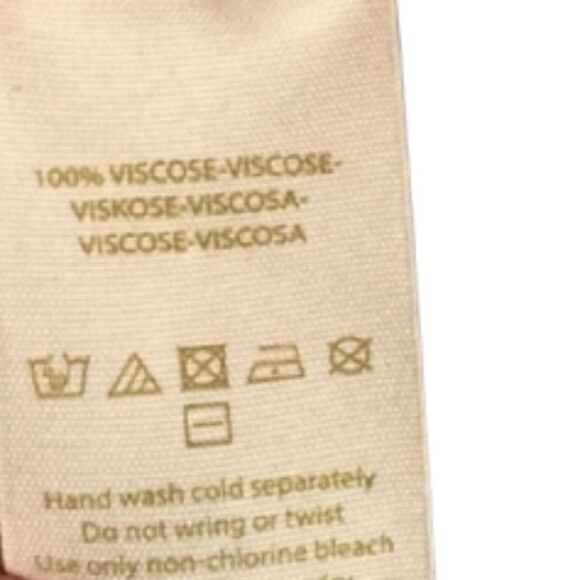 100% VISCOSE-VISCOSE-
VISKOSE-VISCOSA-
VISCOSE-VISCOSA
Hand wash cold separately
Do not wring or twist
Use only non-chlorine bleach